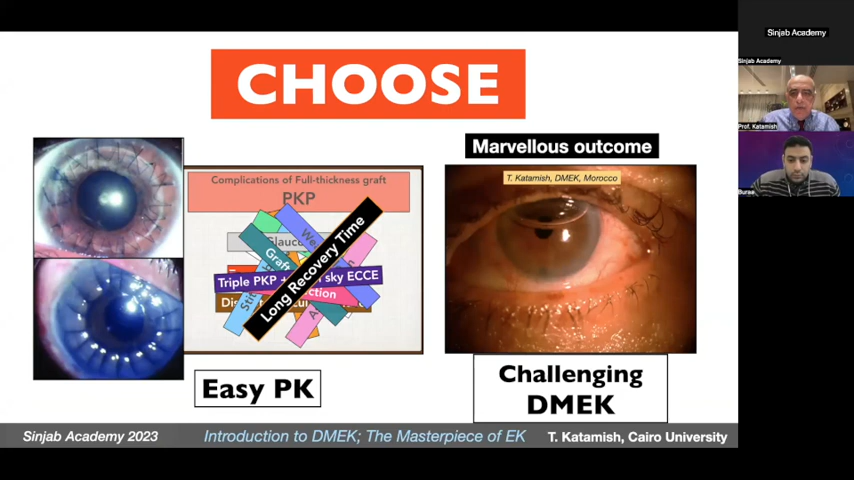 Sinjab Academy
Sinjab Academy
Prof. Katamish
CHOOSE
Marvellous outcome
Complications of Full-thickness graft
PKP
T. Katamish, DMEK, Morocco
Long Recovery Time
Graft
Triple PKP +
sky ECCE
Easy PK
Challenging
DMEK
Sinjab Academy 2023
Introduction to DMEK; The Masterpiece of EK
T. Katamish, Cairo University